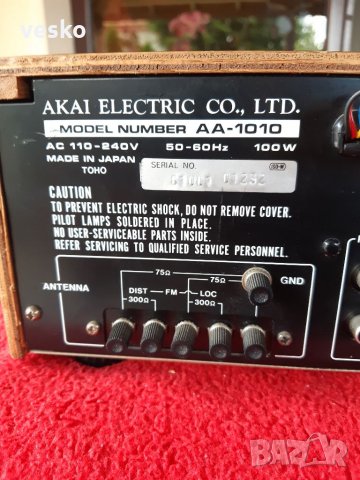 vesko
AKAI ELECTRIC CO., LTD.
MODEL NUMBER AA-1010
AC 110-240V 50-60Hz 100W
MADE IN JAPAN
TOHO
SERIAL NO.
CAUTION
TO PREVENT ELECTRIC SHOCK, DO NOT REMOVE COVER.
PILOT LAMPS SOLDERED IN PLACE.
NO USER-SERVICEABLE PARTS INSIDE.
REFER SERVICING TO QUALIFIED SERVICE PERSONNEL.
75Ω 75Ω
ANTENNA DIST FM LOC GND
300Ω 300Ω
BAZAR